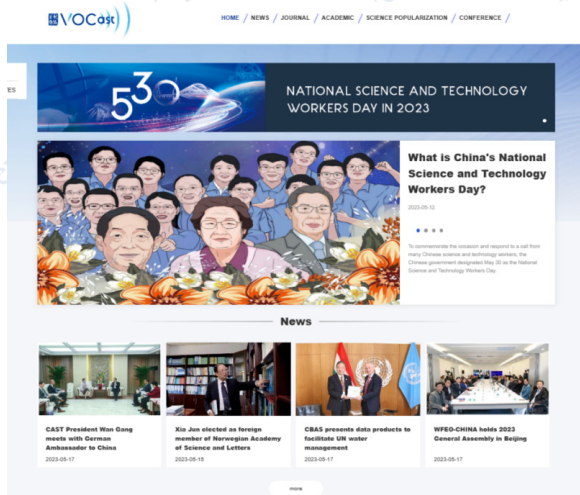 VOCast
HOME / NEWS / JOURNAL / ACADEMIC / SCIENCE POPULARIZATION / CONFERENCE /
530
NATIONAL SCIENCE AND TECHNOLOGY
WORKERS DAY IN 2023
What is China's National
Science and Technology
Workers Day?
2023-05-12
To commemorate the occasion and respond to a call from
many Chinese science and technology workers, the
Chinese government designated May 30 as the National
Science and Technology Workers Day.
News
CAST President Wan Gang
meets with German
Ambassador to China
2023-05-17
Xia Jun elected as foreign
member of Norwegian Academy
of Science and Letters
2023-05-15
CBAS presents data products to
facilitate UN water
management
2023-05-17
WFEO-CHINA holds 2023
General Assembly in Beijing
2023-05-17
more